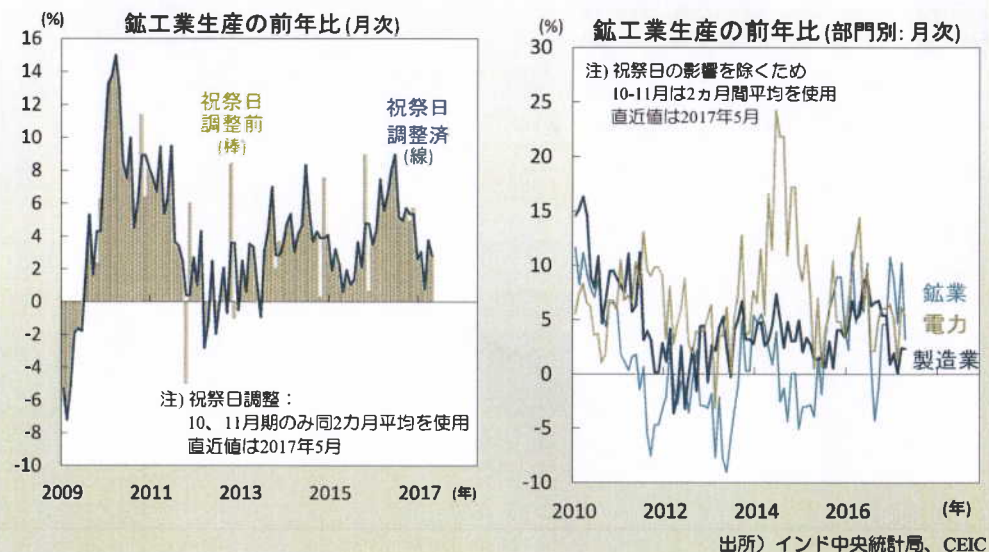 鉱工業生産の前年比(月次)
(%)
16
14
12
10
8
6
4
2
0
-2
-4
-6
-8
-10
祝祭日
調整前
(棒)
祝祭日
調整済
(線)
注) 祝祭日調整：
10、11月期のみ同2カ月平均を使用
直近値は2017年5月
2009 2011 2013 2015 2017 (年)
鉱工業生産の前年比(部門別: 月次)
(%)
30
25
20
15
10
5
0
-5
-10
注) 祝祭日の影響を除くため
10-11月は2ヵ月間平均を使用
直近値は2017年5月
鉱業
電力
製造業
2010 2012 2014 2016 (年)
出所）インド中央統計局、CEIC